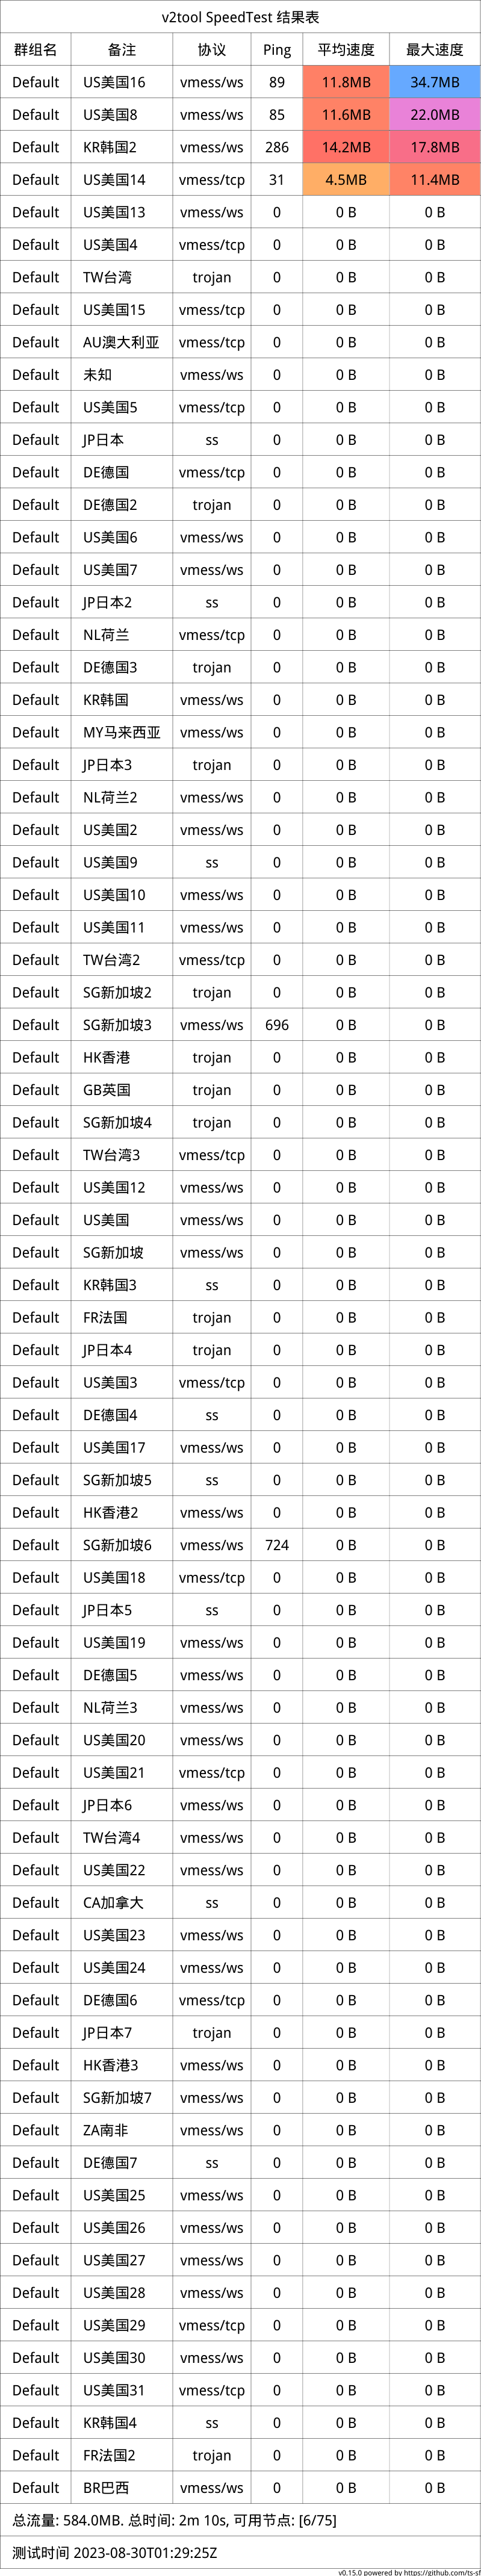 v2tool SpeedTest 结果表
群组名 备注 协议 Ping 平均速度 最大速度
Default US美国16 vmess/ws 89 11.8MB 34.7MB
Default US美国8 vmess/ws 85 11.6MB 22.0MB
Default KR韩国2 vmess/ws 286 14.2MB 17.8MB
Default US美国14 vmess/tcp 31 4.5MB 11.4MB
Default US美国13 vmess/ws 0 0 B 0 B
Default US美国4 vmess/tcp 0 0 B 0 B
Default TW台湾 trojan 0 0 B 0 B
Default US美国15 vmess/tcp 0 0 B 0 B
Default AU澳大利亚 vmess/tcp 0 0 B 0 B
Default 未知 vmess/ws 0 0 B 0 B
Default US美国5 vmess/tcp 0 0 B 0 B
Default JP日本 ss 0 0 B 0 B
Default DE德国 vmess/tcp 0 0 B 0 B
Default DE德国2 trojan 0 0 B 0 B
Default US美国6 vmess/ws 0 0 B 0 B
Default US美国7 vmess/ws 0 0 B 0 B
Default JP日本2 ss 0 0 B 0 B
Default NL荷兰 vmess/tcp 0 0 B 0 B
Default DE德国3 trojan 0 0 B 0 B
Default KR韩国 vmess/ws 0 0 B 0 B
Default MY马来西亚 vmess/ws 0 0 B 0 B
Default JP日本3 trojan 0 0 B 0 B
Default NL荷兰2 vmess/ws 0 0 B 0 B
Default US美国2 vmess/ws 0 0 B 0 B
Default US美国9 ss 0 0 B 0 B
Default US美国10 vmess/ws 0 0 B 0 B
Default US美国11 vmess/ws 0 0 B 0 B
Default TW台湾2 vmess/tcp 0 0 B 0 B
Default SG新加坡2 trojan 0 0 B 0 B
Default SG新加坡3 vmess/ws 696 0 B 0 B
Default HK香港 trojan 0 0 B 0 B
Default GB英国 trojan 0 0 B 0 B
Default SG新加坡4 trojan 0 0 B 0 B
Default TW台湾3 vmess/tcp 0 0 B 0 B
Default US美国12 vmess/ws 0 0 B 0 B
Default US美国 vmess/ws 0 0 B 0 B
Default SG新加坡 vmess/ws 0 0 B 0 B
Default KR韩国3 ss 0 0 B 0 B
Default FR法国 trojan 0 0 B 0 B
Default JP日本4 trojan 0 0 B 0 B
Default US美国3 vmess/tcp 0 0 B 0 B
Default DE德国4 ss 0 0 B 0 B
Default US美国17 vmess/ws 0 0 B 0 B
Default SG新加坡5 ss 0 0 B 0 B
Default HK香港2 vmess/ws 0 0 B 0 B
Default SG新加坡6 vmess/ws 724 0 B 0 B
Default US美国18 vmess/tcp 0 0 B 0 B
Default JP日本5 ss 0 0 B 0 B
Default US美国19 vmess/ws 0 0 B 0 B
Default DE德国5 vmess/ws 0 0 B 0 B
Default NL荷兰3 vmess/ws 0 0 B 0 B
Default US美国20 vmess/ws 0 0 B 0 B
Default US美国21 vmess/tcp 0 0 B 0 B
Default JP日本6 vmess/ws 0 0 B 0 B
Default TW台湾4 vmess/ws 0 0 B 0 B
Default US美国22 vmess/ws 0 0 B 0 B
Default CA加拿大 ss 0 0 B 0 B
Default US美国23 vmess/ws 0 0 B 0 B
Default US美国24 vmess/ws 0 0 B 0 B
Default DE德国6 vmess/tcp 0 0 B 0 B
Default JP日本7 trojan 0 0 B 0 B
Default HK香港3 vmess/ws 0 0 B 0 B
Default SG新加坡7 vmess/ws 0 0 B 0 B
Default ZA南非 vmess/ws 0 0 B 0 B
Default DE德国7 ss 0 0 B 0 B
Default US美国25 vmess/ws 0 0 B 0 B
Default US美国26 vmess/ws 0 0 B 0 B
Default US美国27 vmess/ws 0 0 B 0 B
Default US美国28 vmess/ws 0 0 B 0 B
Default US美国29 vmess/tcp 0 0 B 0 B
Default US美国30 vmess/ws 0 0 B 0 B
Default US美国31 vmess/tcp 0 0 B 0 B
Default KR韩国4 ss 0 0 B 0 B
Default FR法国2 trojan 0 0 B 0 B
Default BR巴西 vmess/ws 0 0 B 0 B
总流量: 584.0MB. 总时间: 2m 10s, 可用节点: [6/75]
测试时间 2023-08-30T01:29:25Z
v0.15.0 powered by https://github.com/ts-sf